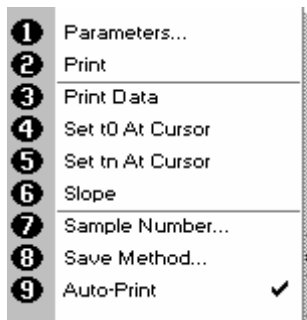 1 Parameters...
2 Print
3 Print Data
4 Set t0 At Cursor
5 Set tn At Cursor
6 Slope
7 Sample Number...
8 Save Method...
9 Auto-Print ✓